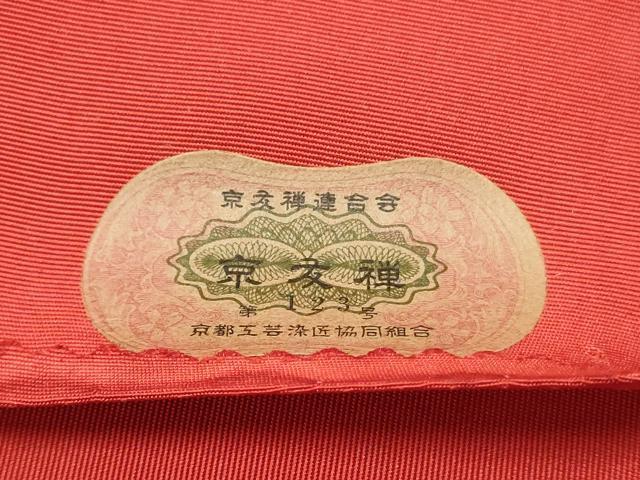 京友禅連合会
京友禅
第123号
京都工芸染匠協同組合